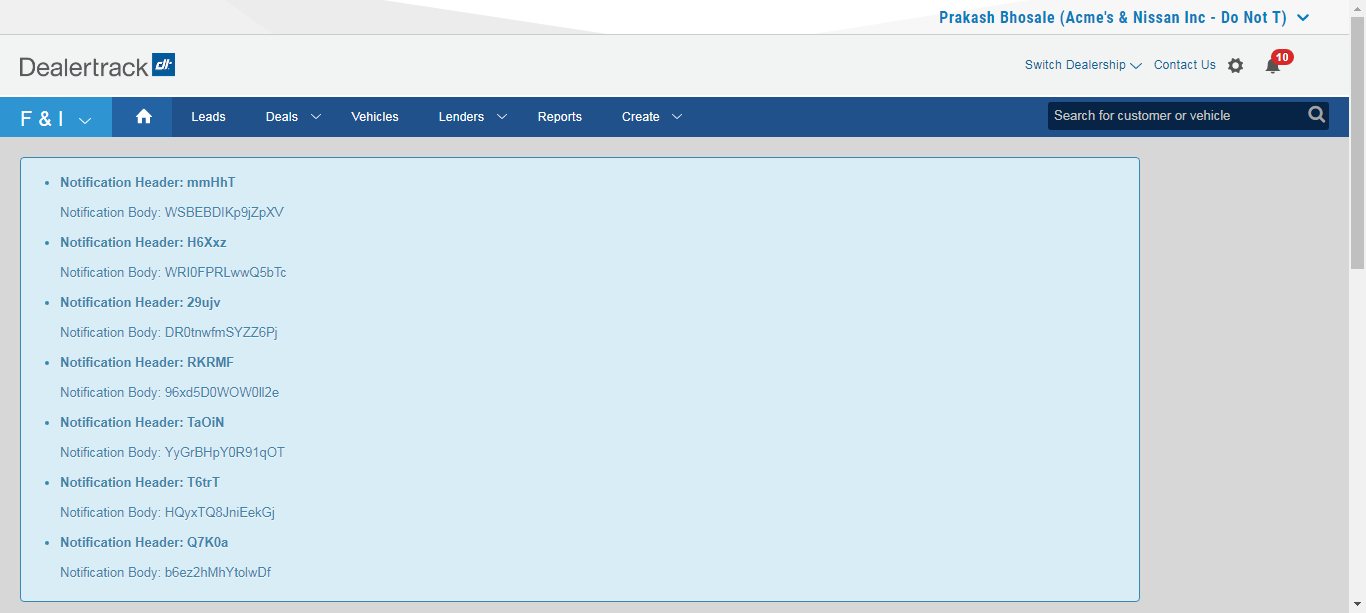 Prakash Bhosale (Acme's & Nissan Inc - Do Not T)
Dealertrack dt
Switch Dealership Contact Us 10
F & I Leads Deals Vehicles Lenders Reports Create Search for customer or vehicle
• Notification Header: mmHhT
Notification Body: WSBEBDIKp9jZpXV
• Notification Header: H6Xxz
Notification Body: WRI0FPRLwwQ5bTc
• Notification Header: 29ujv
Notification Body: DR0tnwfmSYZZ6Pj
• Notification Header: RKRMF
Notification Body: 96xd5D0WOW0ll2e
• Notification Header: TaOiN
Notification Body: YyGrBHpY0R91qOT
• Notification Header: T6trT
Notification Body: HQyxTQ8JniEekGj
• Notification Header: Q7K0a
Notification Body: b6ez2hMhYtolwDf